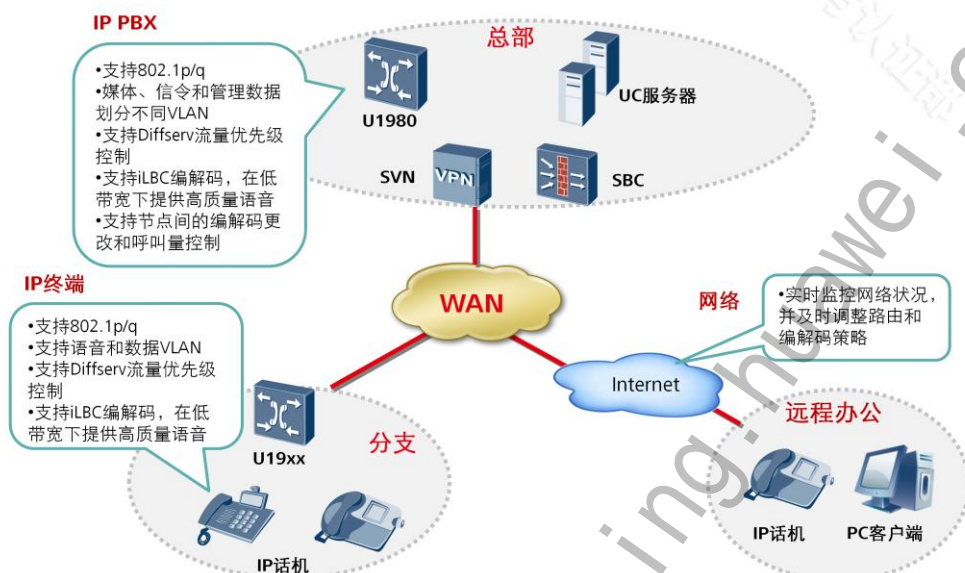 IP PBX
•支持802.1p/q
•媒体、信令和管理数据
划分不同VLAN
•支持Diffserv流量优先级
控制
•支持iLBC编解码，在低
带宽下提供高质量语音
•支持节点间的编解码更
改和呼叫量控制
总部
U1980
UC服务器
SVN
VPN
SBC
IP终端
•支持802.1p/q
•支持语音和数据VLAN
•支持Diffserv流量优先级
控制
•支持iLBC编解码，在低
带宽下提供高质量语音
WAN
网络
•实时监控网络状况，
并及时调整路由和
编解码策略
Internet
U19xx
分支
IP话机
远程办公
IP话机
PC客户端
ing.huawei.